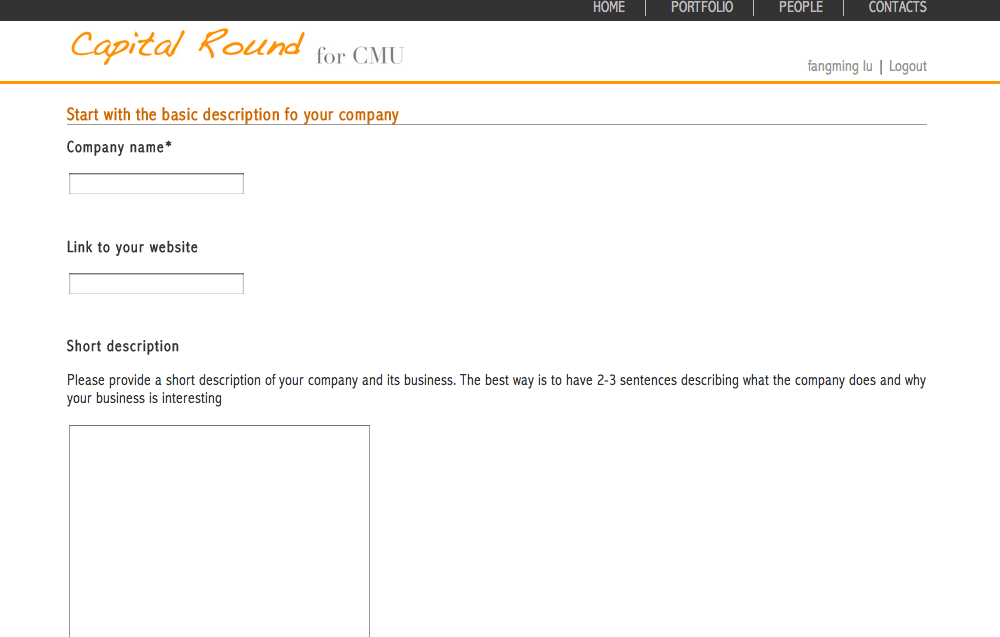 HOME PORTFOLIO PEOPLE CONTACTS
Capital Round for CMU
fangming lu | Logout
Start with the basic description fo your company
Company name*
Link to your website
Short description
Please provide a short description of your company and its business. The best way is to have 2-3 sentences describing what the company does and why
your business is interesting